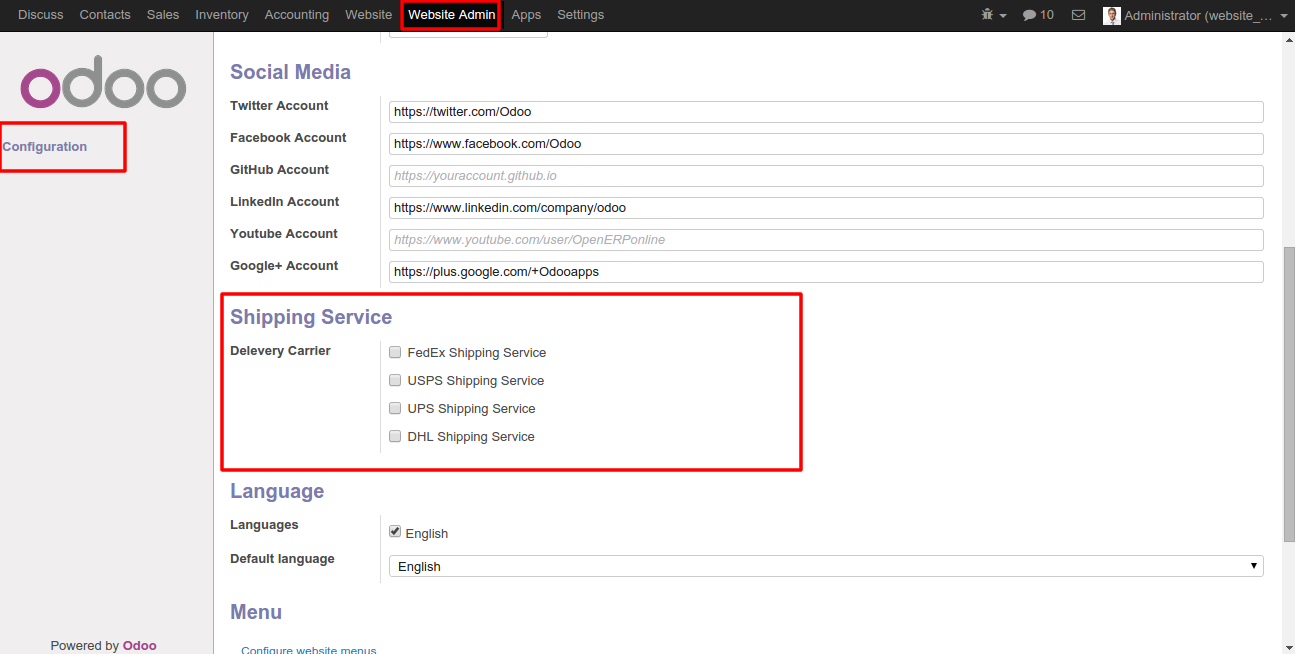 Discuss Contacts Sales Inventory Accounting Website Website Admin Apps Settings 10 Administrator (website_...
odoo
Configuration
Social Media
Twitter Account https://twitter.com/Odoo
Facebook Account https://www.facebook.com/Odoo
GitHub Account https://youraccount.github.io
LinkedIn Account https://www.linkedin.com/company/odoo
Youtube Account https://www.youtube.com/user/OpenERPonline
Google+ Account https://plus.google.com/+Odooapps
Shipping Service
Delevery Carrier FedEx Shipping Service
USPS Shipping Service
UPS Shipping Service
DHL Shipping Service
Language
Languages English
Default language English
Menu
Configure website menus
Powered by Odoo